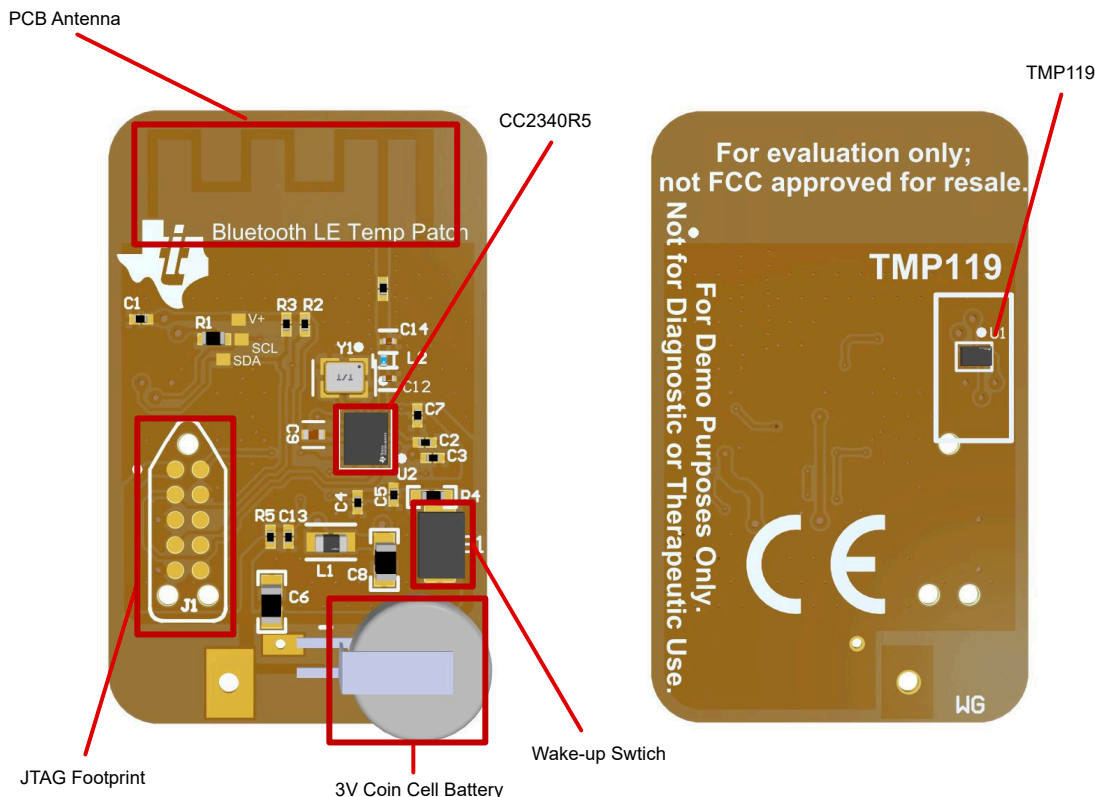 PCB Antenna
TMP119
CC2340R5
For evaluation only;
not FCC approved for resale.
Not for Diagnostic or Therapeutic Use.
For Demo Purposes Only.
Bluetooth LE Temp Patch
TMP119
C1
R1
V+
SCL
SDA
R3 R2
C14
Y1
L2
C12
U1
C7
C9
C2
C3
U2
C4
C5
R4
R5 C13
L1
C8
C6
J1
WG
Wake-up Swtich
JTAG Footprint
3V Coin Cell Battery